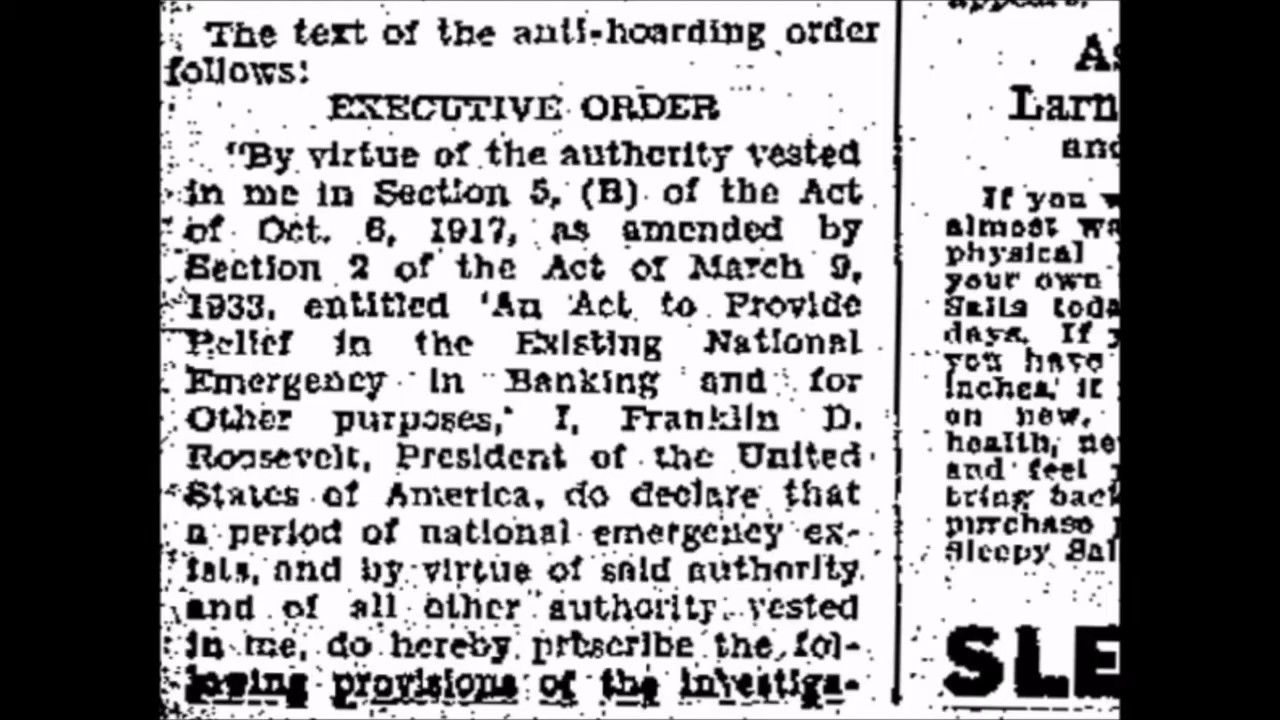 The text of the anti-hoarding order
follows:
EXECUTIVE ORDER
"By virtue of the authority vested
in me in Section 5, (B) of the Act
of Oct. 6, 1917, as amended by
Section 2 of the Act of March 9,
1933, entitled 'An Act to Provide
Relief in the Existing National
Emergency in Banking and for
Other purposes,' I, Franklin D.
Roosevelt, President of the United
States of America, do declare that
a period of national emergency ex-
ists, and by virtue of said authority
and of all other authority vested
in me, do hereby prescribe the fol-
lowing provisions of the investiga-
appears.
As
Larn
and
If you w
almost wa
physical
your own
Salts toda
days. If y
you have
inches, if
on new,
health, ne
and feel
bring back
purchase
Sleepy Sal
SLE